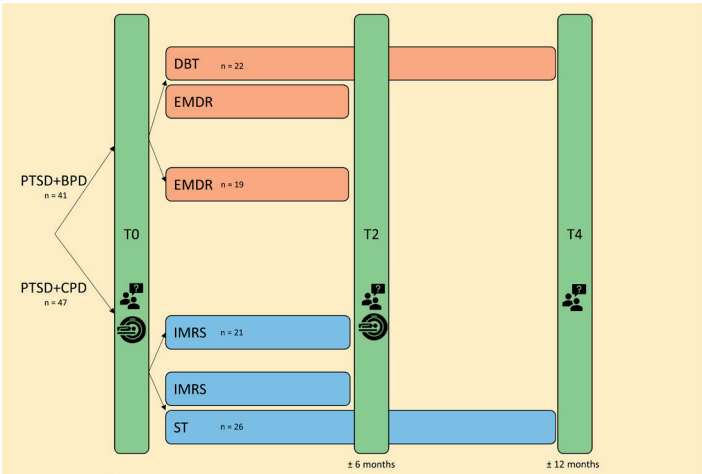 DBT n = 22
EMDR
PTSD+BPD
n = 41
EMDR n = 19
T0
T2
T4
PTSD+CPD
n = 47
?
?
?
IMRS n = 21
IMRS
ST n = 26
± 6 months
± 12 months